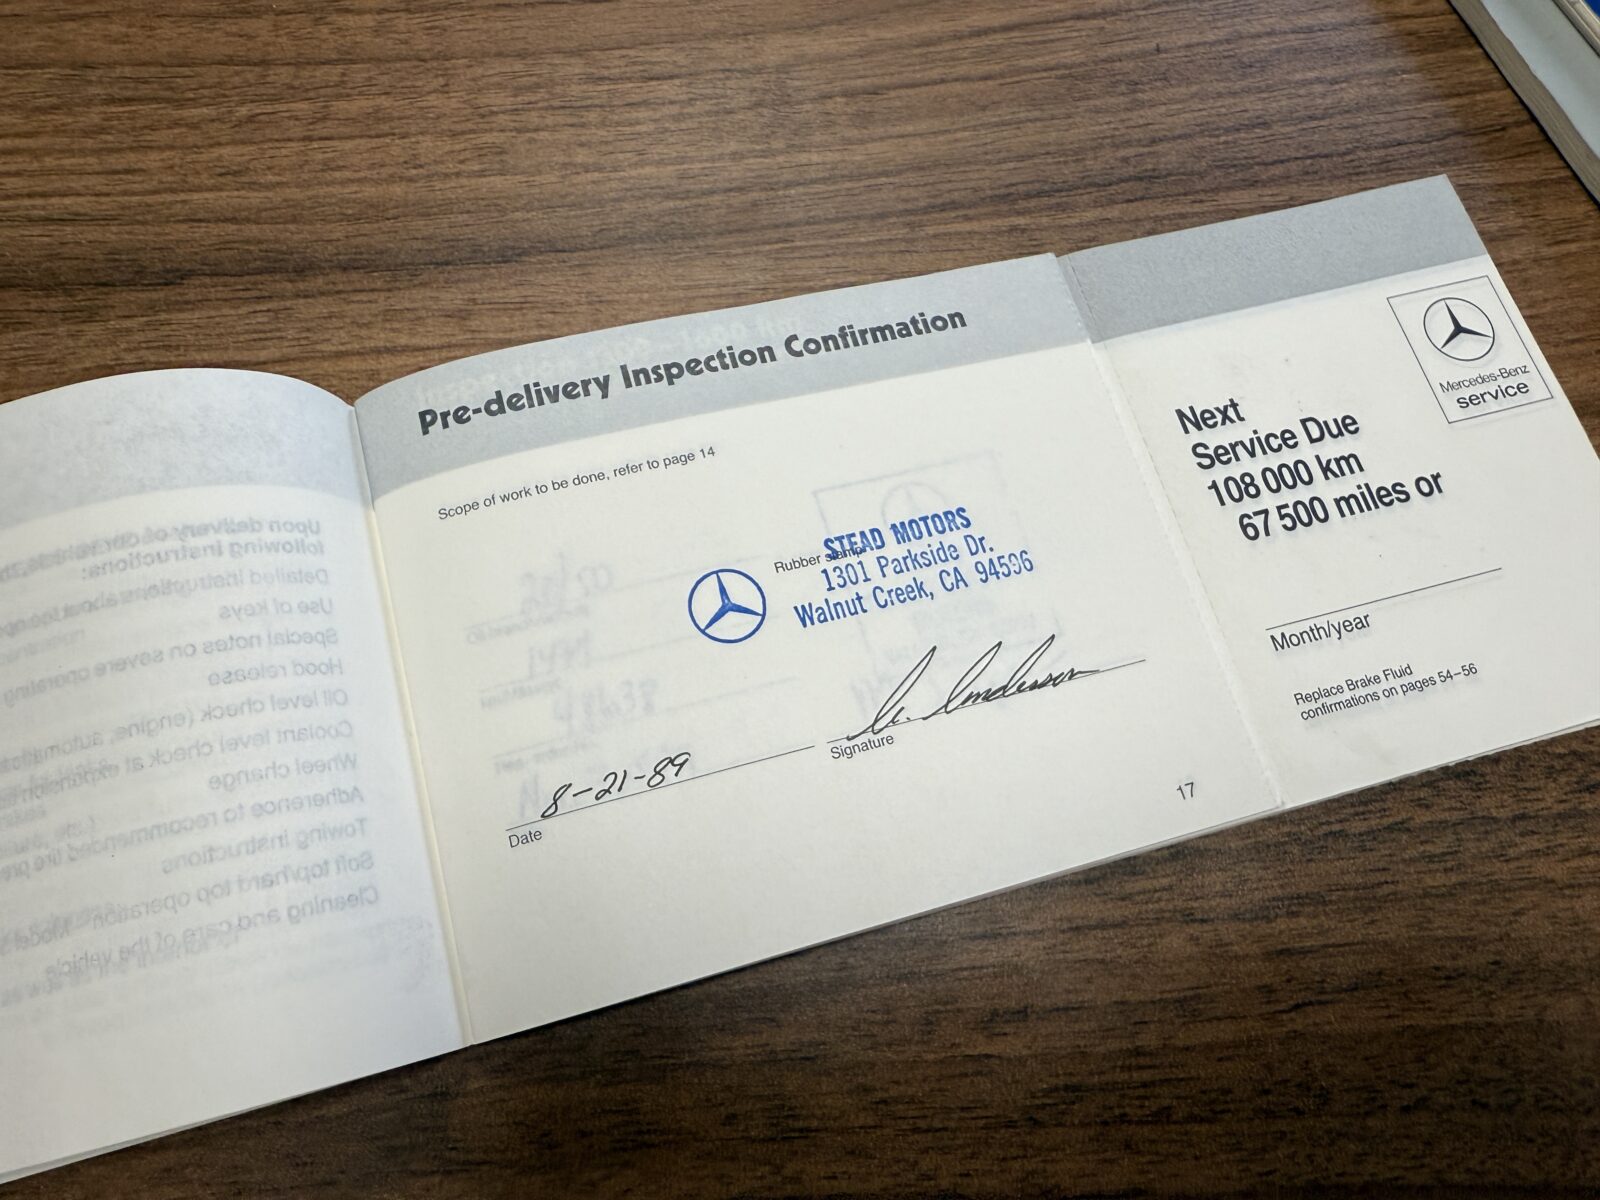 Pre-delivery Inspection Confirmation
Scope of work to be done, refer to page 14
Rubber stamp
STEAD MOTORS
1301 Parkside Dr.
Walnut Creek, CA 94596
8-21-89
Date
Signature
17
Mercedes-Benz
service
Next
Service Due
108 000 km
67 500 miles or
Month/year
Replace Brake Fluid
confirmations on pages 54–56